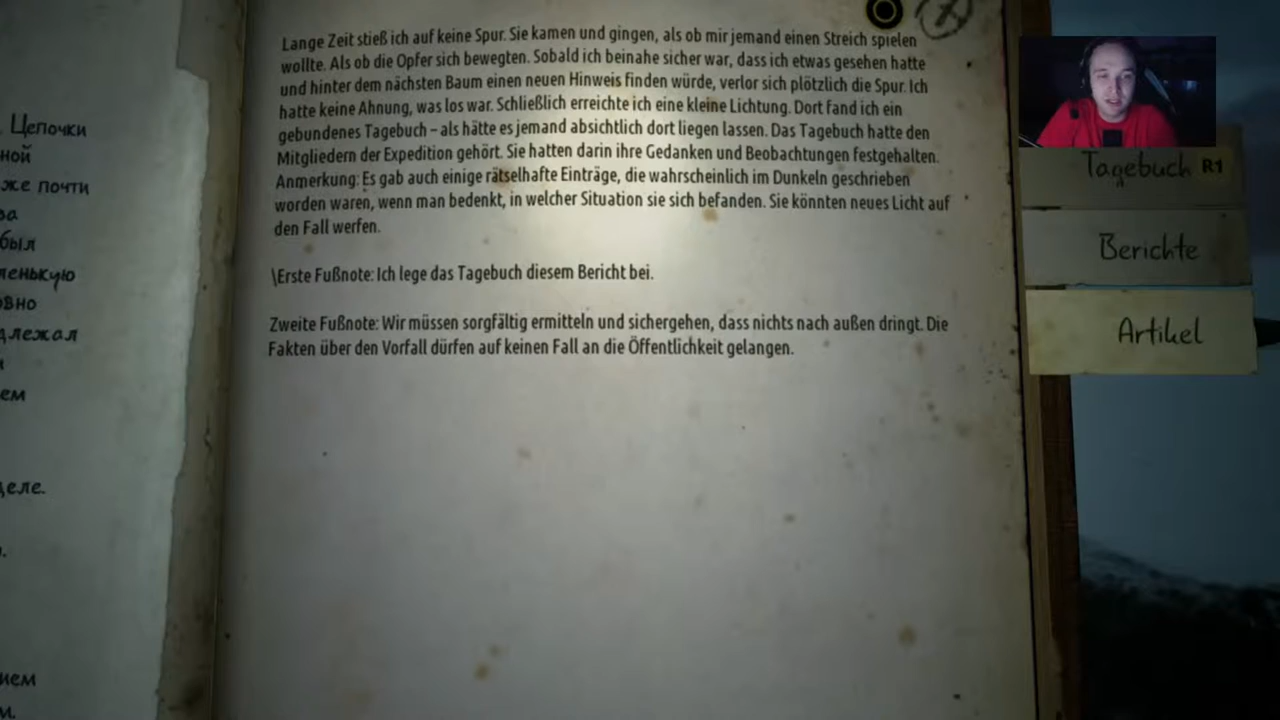 Цепочки
ной
же почти
ва
был
ленькую
овно
длежал
и
ем
деле.
ием
м.
Lange Zeit stieß ich auf keine Spur. Sie kamen und gingen, als ob mir jemand einen Streich spielen
wollte. Als ob die Opfer sich bewegten. Sobald ich beinahe sicher war, dass ich etwas gesehen hatte
und hinter dem nächsten Baum einen neuen Hinweis finden würde, verlor sich plötzlich die Spur. Ich
hatte keine Ahnung, was los war. Schließlich erreichte ich eine kleine Lichtung. Dort fand ich ein
gebundenes Tagebuch – als hätte es jemand absichtlich dort liegen lassen. Das Tagebuch hatte den
Mitgliedern der Expedition gehört. Sie hatten darin ihre Gedanken und Beobachtungen festgehalten.
Anmerkung: Es gab auch einige rätselhafte Einträge, die wahrscheinlich im Dunkeln geschrieben
worden waren, wenn man bedenkt, in welcher Situation sie sich befanden. Sie könnten neues Licht auf
den Fall werfen.
\Erste Fußnote: Ich lege das Tagebuch diesem Bericht bei.
Zweite Fußnote: Wir müssen sorgfältig ermitteln und sichergehen, dass nichts nach außen dringt. Die
Fakten über den Vorfall dürfen auf keinen Fall an die Öffentlichkeit gelangen.
Tagebuch R1
Berichte
Artikel